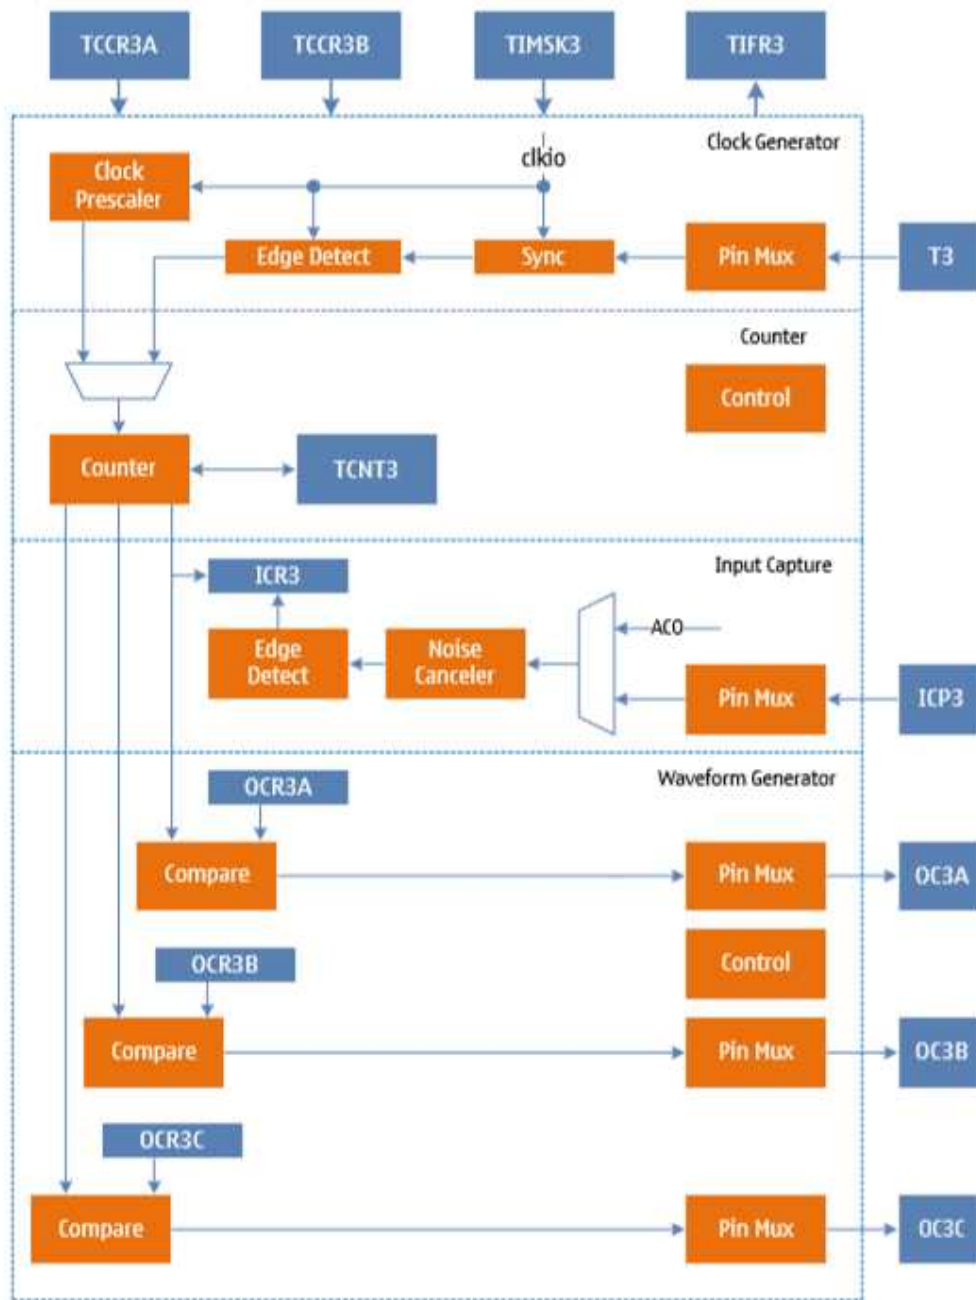 TCCR3A
TCCR3B
TIMSK3
TIFR3
Clock Generator
clkio
Clock
Prescaler
Edge Detect
Sync
Pin Mux
T3
Counter
Control
Counter
TCNT3
Input Capture
ICR3
Edge
Detect
Noise
Canceler
ACO
Pin Mux
ICP3
Waveform Generator
OCR3A
Compare
Pin Mux
OC3A
Control
OCR3B
Compare
Pin Mux
OC3B
OCR3C
Compare
Pin Mux
OC3C